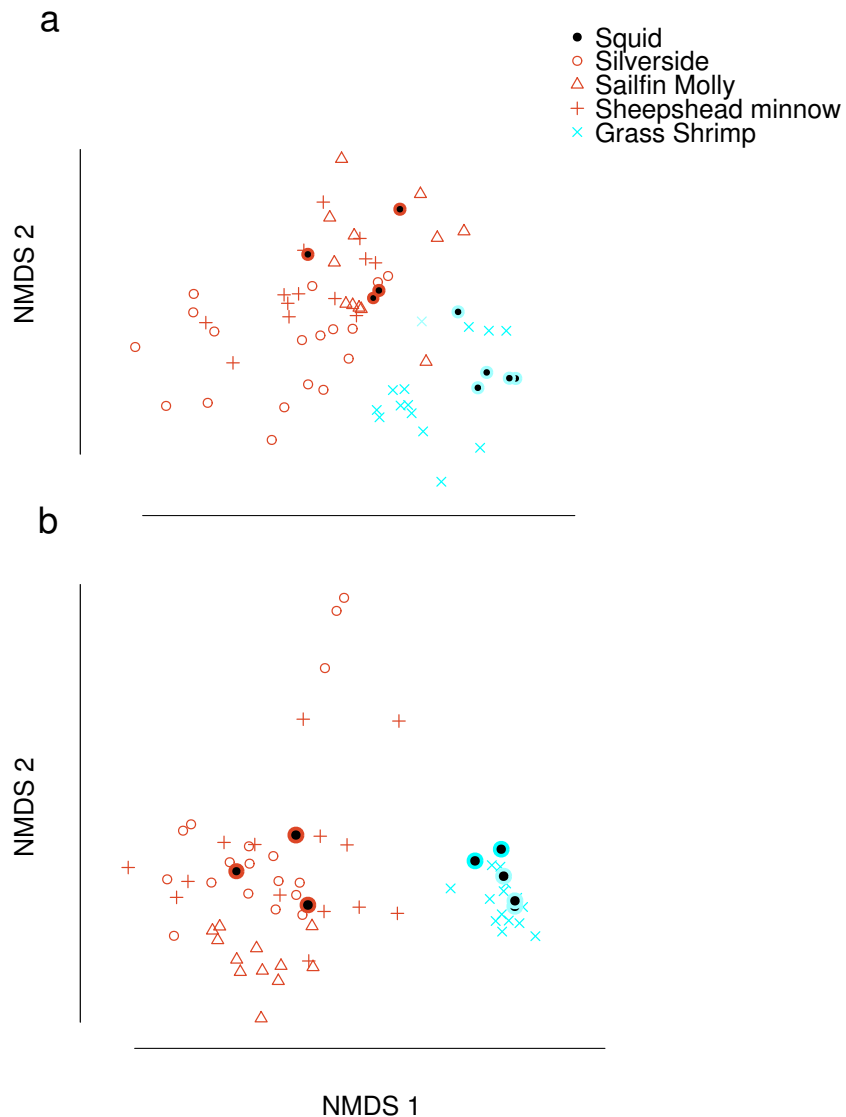 a
Squid
Silverside
Sailfin Molly
Sheepshead minnow
Grass Shrimp
NMDS 2
b
NMDS 2
NMDS 1